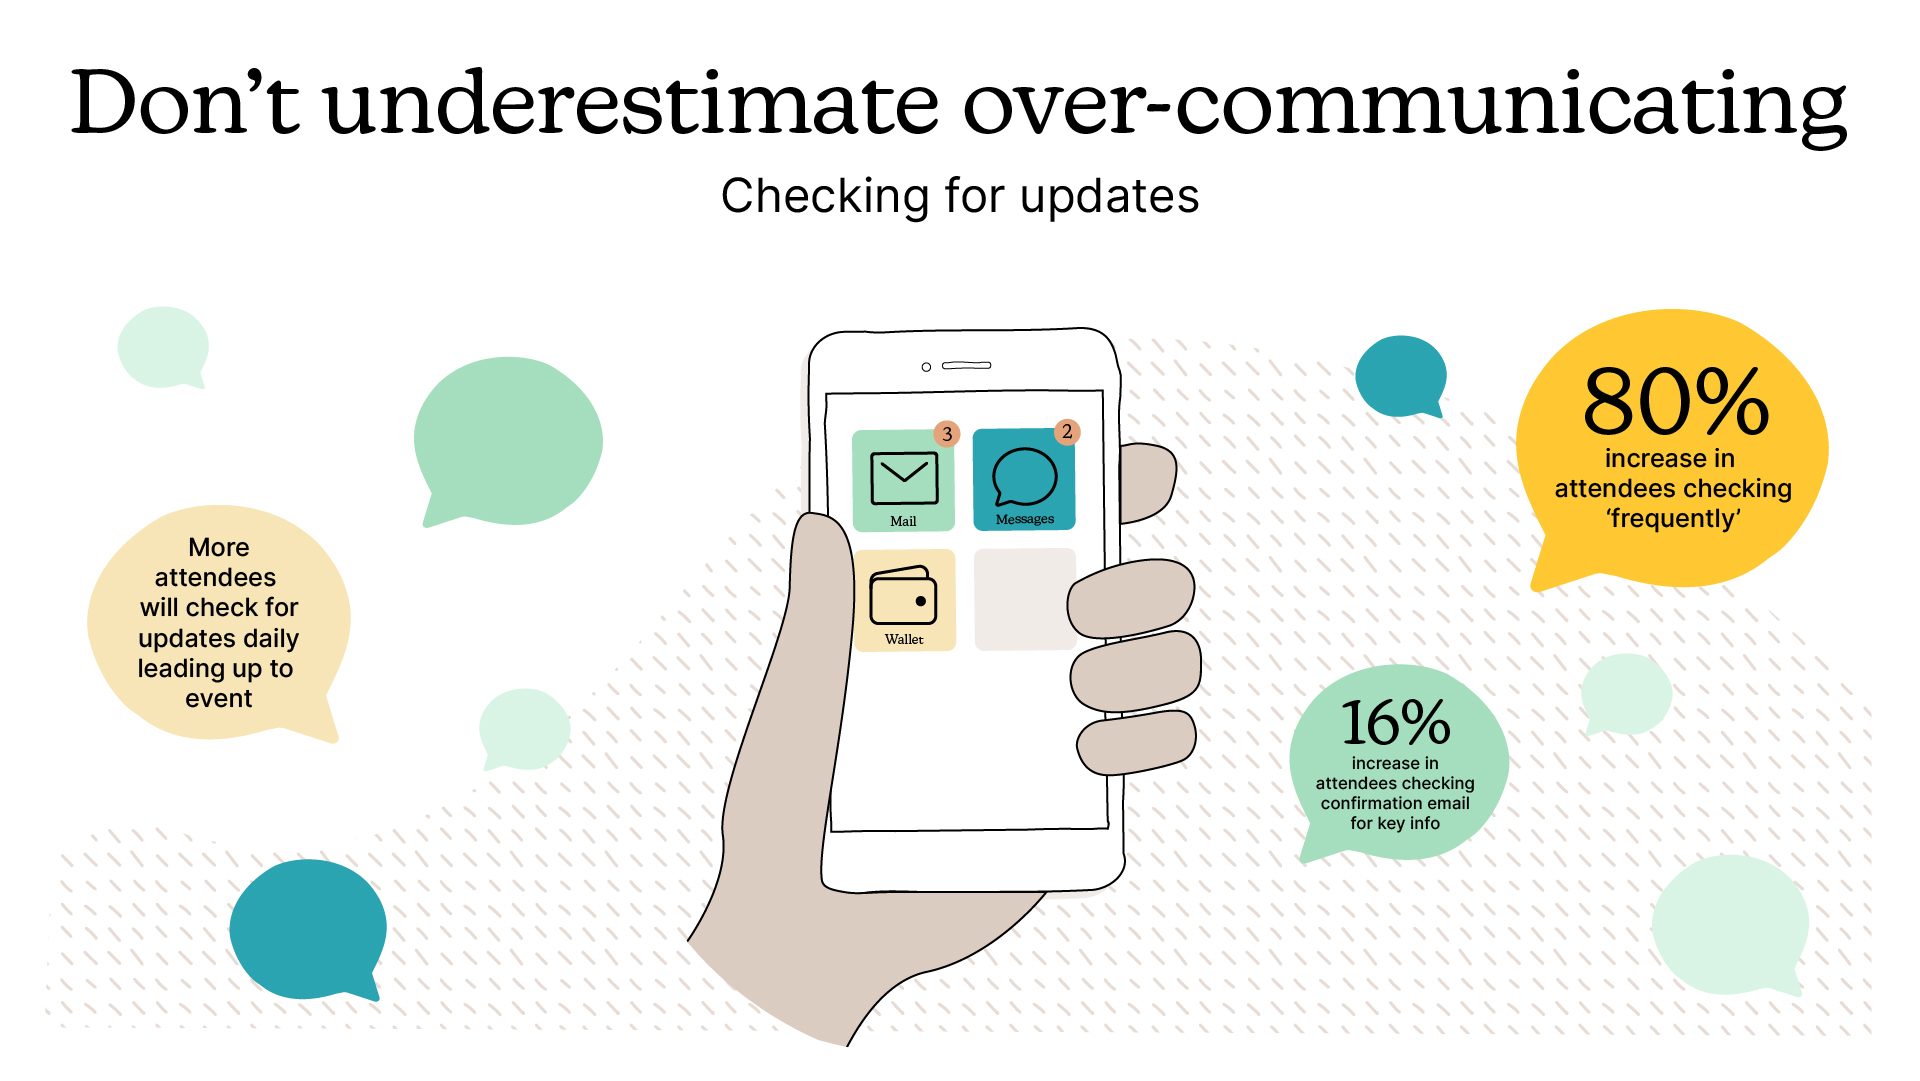 Don’t underestimate over-communicating
Checking for updates
More
attendees
will check for
updates daily
leading up to
event
3
2
Mail
Messages
Wallet
80%
increase in
attendees checking
‘frequently’
16%
increase in
attendees checking
confirmation email
for key info